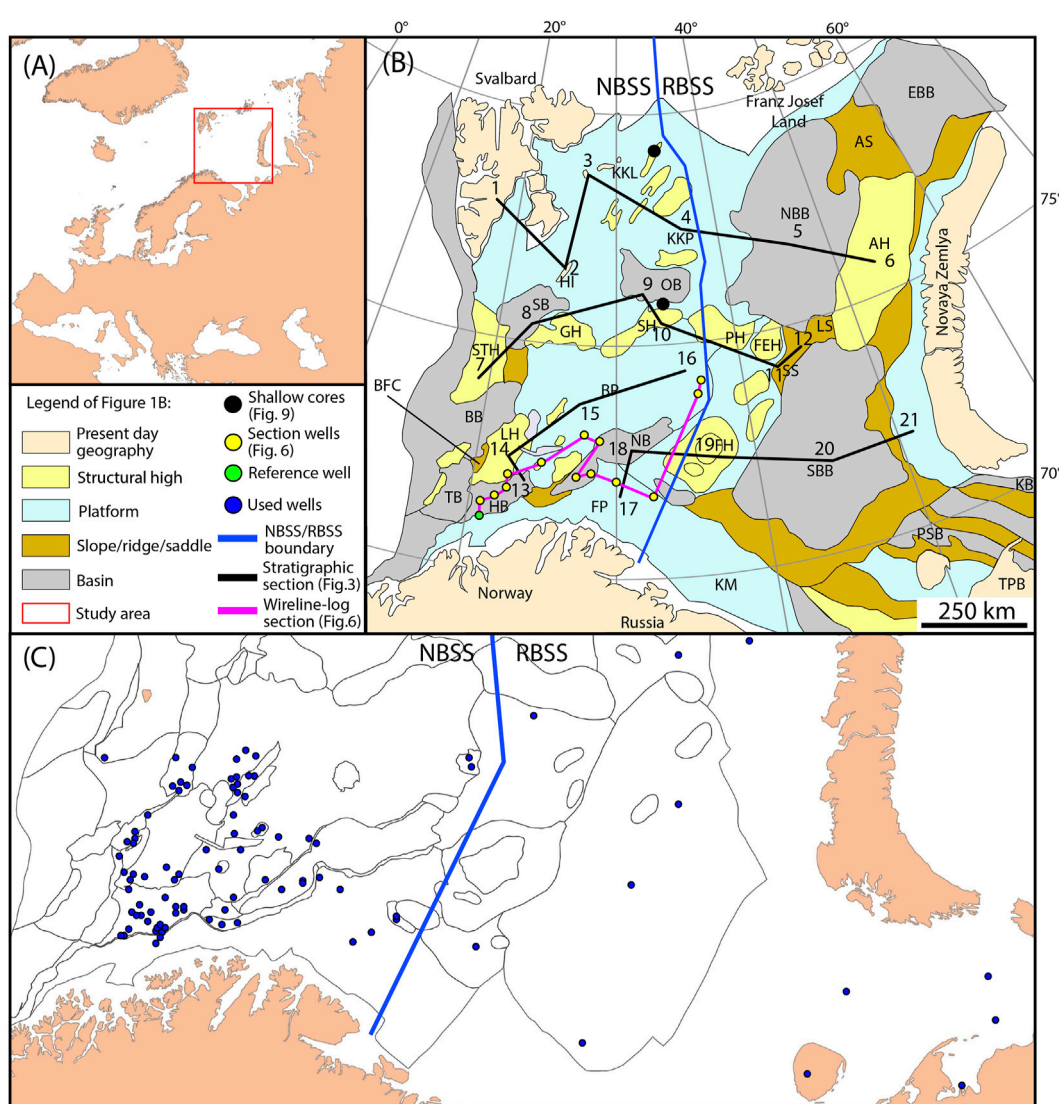 0°
20°
40°
60°
(A)
(B)
Svalbard
NBSS
RBSS
Franz Josef
Land
EBB
AS
75°
3
KKL
1
4
KKP
NBB
5
AH
6
2
HI
Novaya Zemlya
9
OB
SB
8
GH
SH
10
PH
FEH
LS
12
11
SS
STH
7
16
BP
15
BFC
BB
LH
14
18
NB
19
FH
21
20
SBB
70°
13
TB
HB
FP
17
KB
PSB
TPB
KM
Norway
Russia
250 km
Legend of Figure 1B:
Present day
geography
Structural high
Platform
Slope/ridge/saddle
Basin
Study area
Shallow cores
(Fig. 9)
Section wells
(Fig. 6)
Reference well
Used wells
NBSS/RBSS
boundary
Stratigraphic
section (Fig.3)
Wireline-log
section (Fig.6)
(C)
NBSS
RBSS